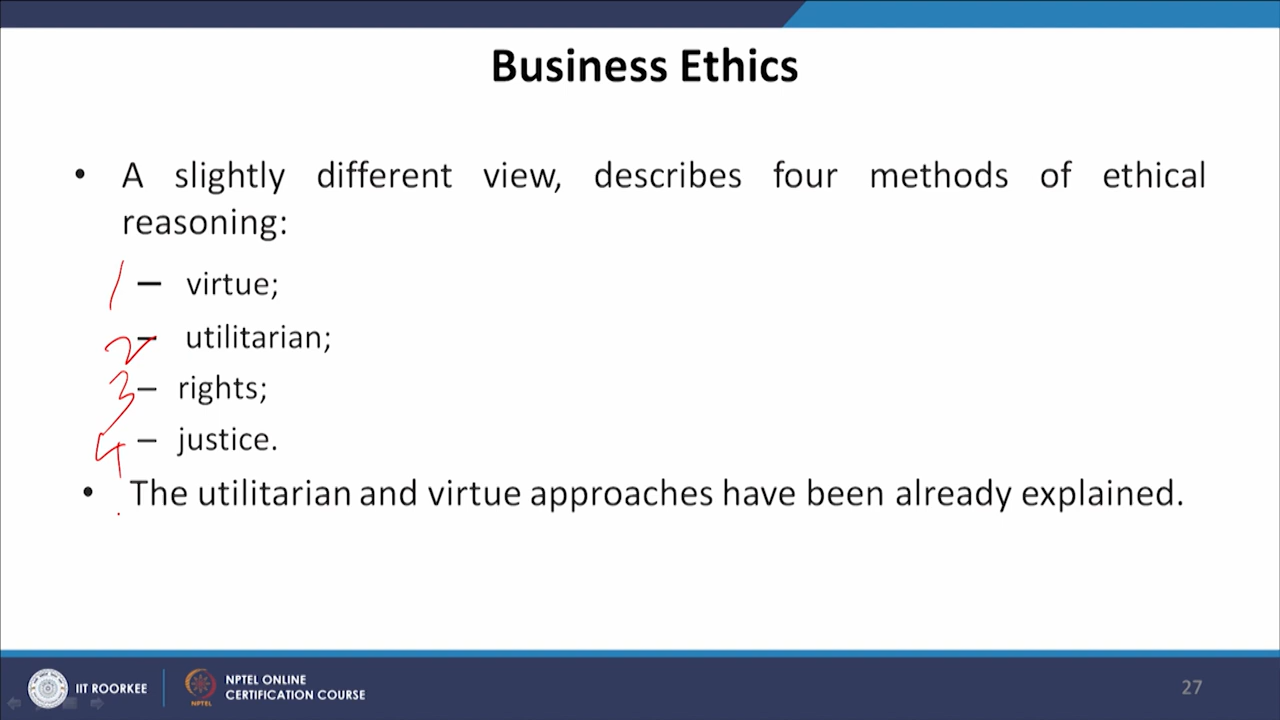 Business Ethics
• A slightly different view, describes four methods of ethical
reasoning:
1 – virtue;
2 – utilitarian;
3 – rights;
4 – justice.
• The utilitarian and virtue approaches have been already explained.
IIT ROORKEE
NPTEL
NPTEL ONLINE
CERTIFICATION COURSE
27